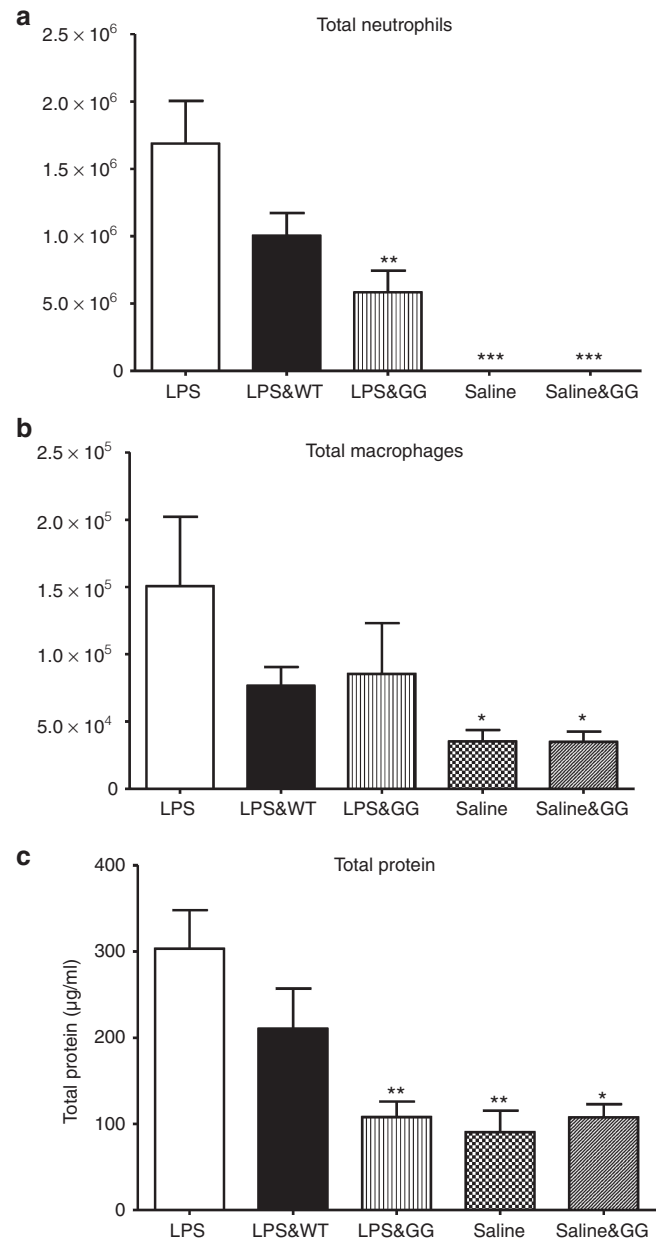 a
Total neutrophils
2.5 × 10⁶
2.0 × 10⁶
1.5 × 10⁶
1.0 × 10⁶
5.0 × 10⁶
0
**
***
***
LPS LPS&WT LPS&GG Saline Saline&GG
b
Total macrophages
2.5 × 10⁵
2.0 × 10⁵
1.5 × 10⁵
1.0 × 10⁵
5.0 × 10⁴
0
*
*
LPS LPS&WT LPS&GG Saline Saline&GG
c
Total protein
Total protein (μg/ml)
400
300
200
100
0
**
**
*
LPS LPS&WT LPS&GG Saline Saline&GG